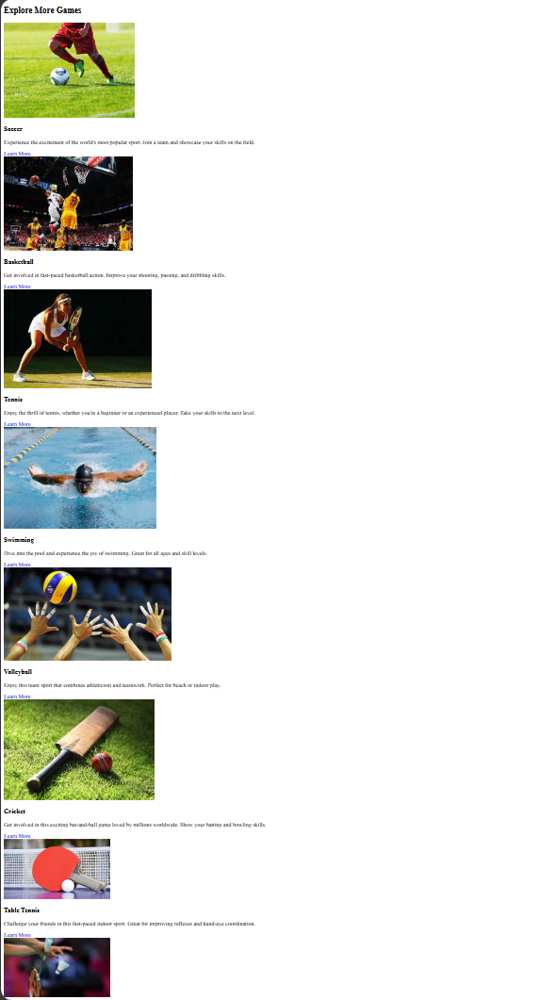 Explore More Games
Soccer
Experience the excitement of the world's most popular sport. Join a team and showcase your skills on the field.
Learn More
Basketball
Get involved in fast-paced basketball action. Improve your shooting, passing, and dribbling skills.
Learn More
Tennis
Enjoy the thrill of tennis, whether you're a beginner or an experienced player. Take your skills to the next level.
Learn More
Swimming
Dive into the pool and experience the joy of swimming. Great for all ages and skill levels.
Learn More
Volleyball
Enjoy this team sport that combines athleticism and teamwork. Perfect for beach or indoor play.
Learn More
Cricket
Get involved in this exciting bat-and-ball game loved by millions worldwide. Show your batting and bowling skills.
Learn More
Table Tennis
Challenge your friends in this fast-paced indoor sport. Great for improving reflexes and hand-eye coordination.
Learn More